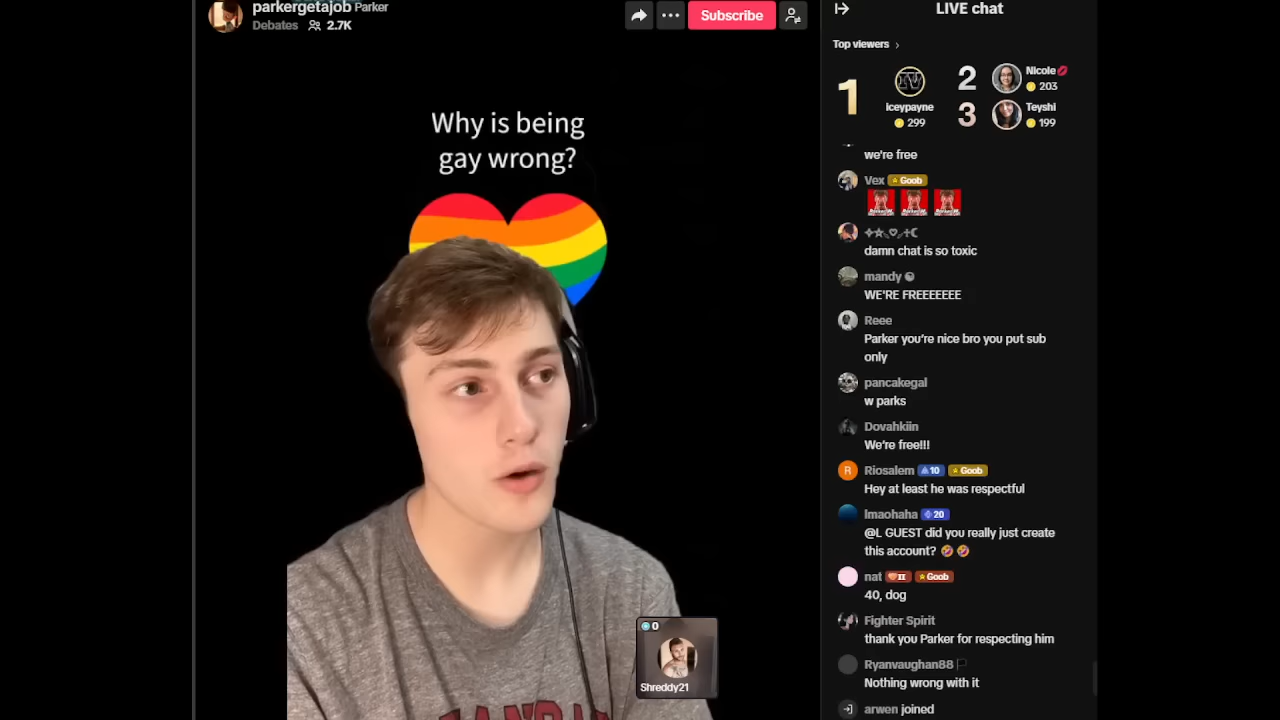 parkergetajob Parker
Debates 2.7K
Subscribe
LIVE chat
Top viewers
1
Iceypayne
299
2
Nicole💋
203
3
Teyshi
199
Why is being
gay wrong?
we're free
Vex Goob
damn chat is so toxic
mandy
WE'RE FREEEEEEE
Reee
Parker you're nice bro you put sub
only
pancakegal
w parks
Dovahkiin
We're free!!!
Riosalem 10 Goob
Hey at least he was respectful
lmaohaha 20
@L GUEST did you really just create
this account? 🤣 🤣
nat II Goob
40, dog
Fighter Spirit
thank you Parker for respecting him
Ryanvaughan88
Nothing wrong with it
arwen joined
0
Shreddy21